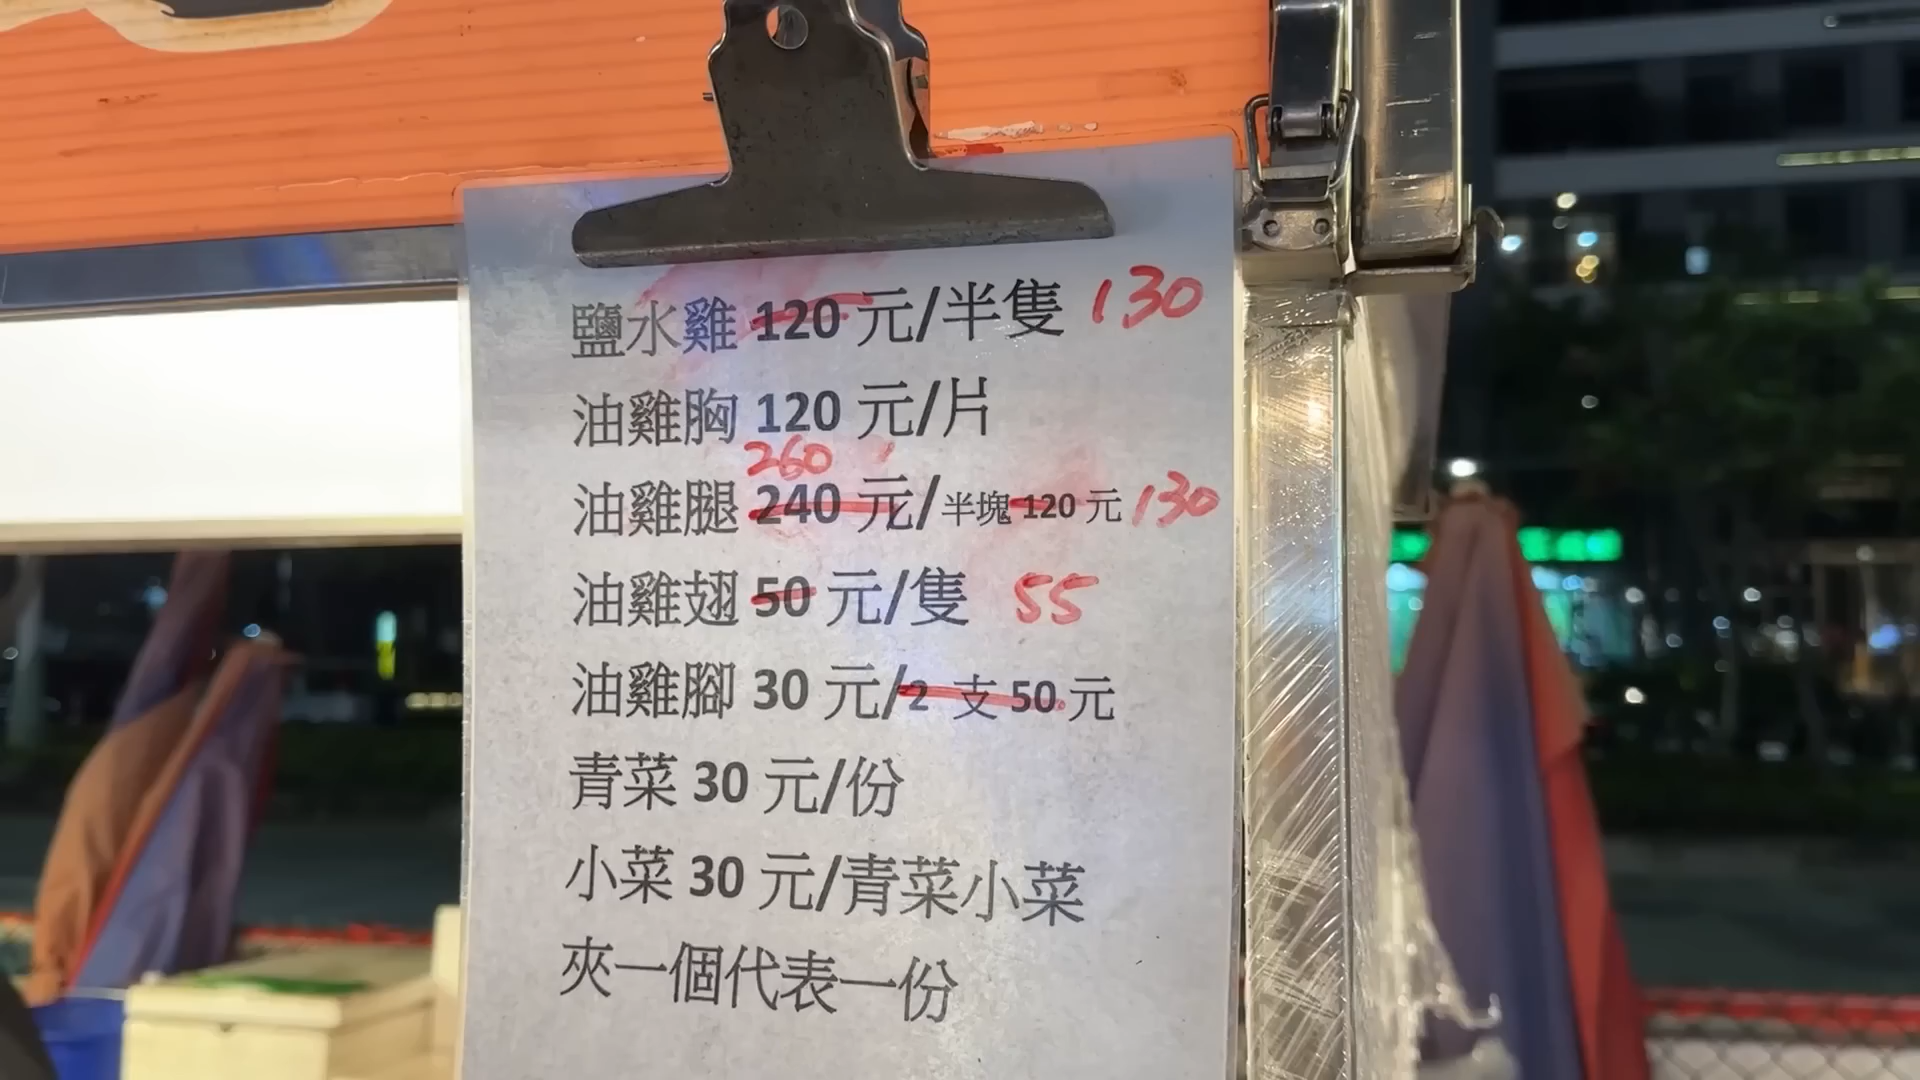 鹽水雞 120 元/半隻 130
油雞胸 120 元/片
260
油雞腿 240 元/半塊 120 元 130
油雞翅 50 元/隻 55
油雞腳 30 元/2 支 50 元
青菜 30 元/份
小菜 30 元/青菜小菜
夾一個代表一份